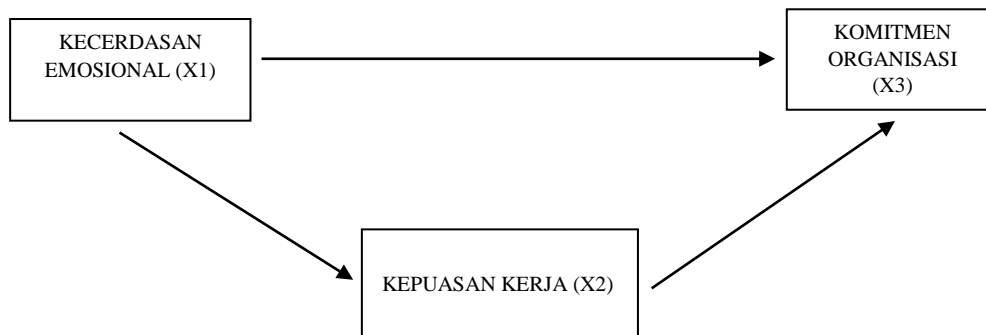 KECERDASAN
EMOSIONAL (X1)
KOMITMEN
ORGANISASI
(X3)
KEPUASAN KERJA (X2)